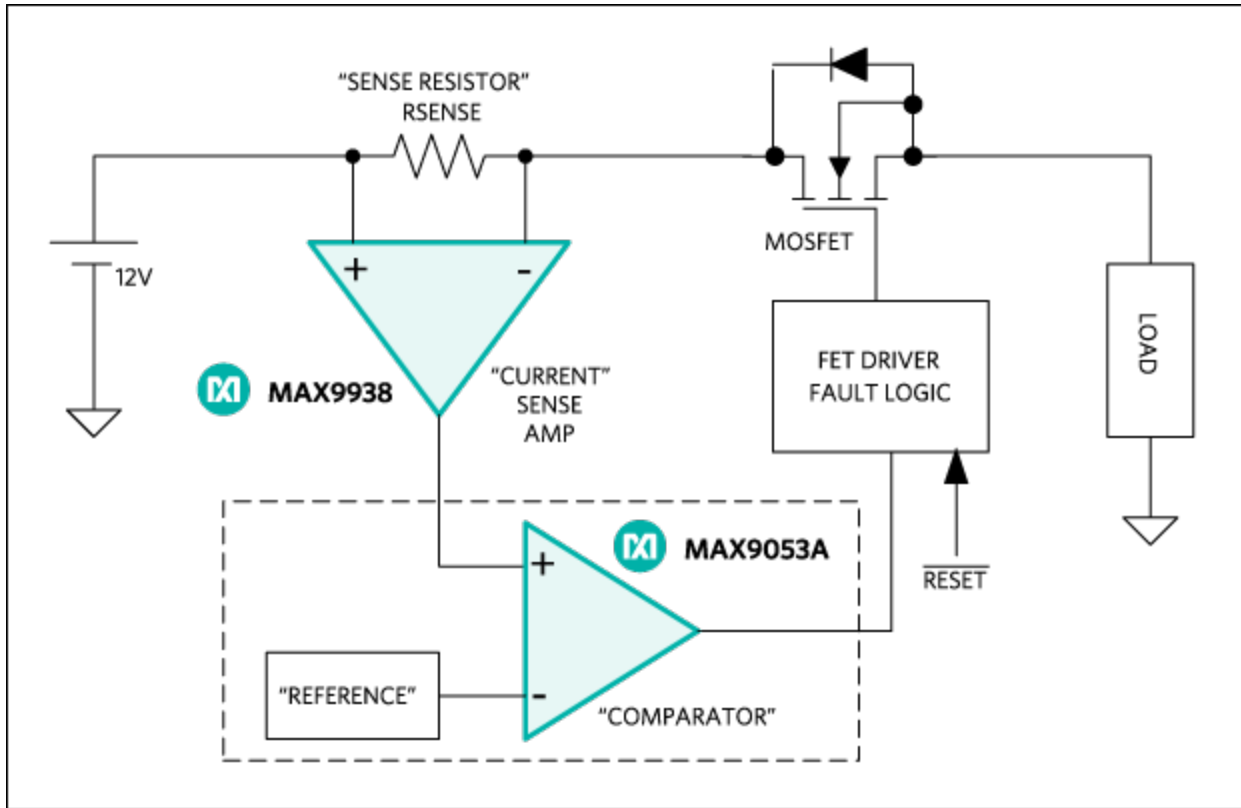 “SENSE RESISTOR”
RSENSE
12V
+
-
MOSFET
MAX9938
“CURRENT”
SENSE
AMP
FET DRIVER
FAULT LOGIC
LOAD
RESET
+
MAX9053A
“REFERENCE”
-
“COMPARATOR”